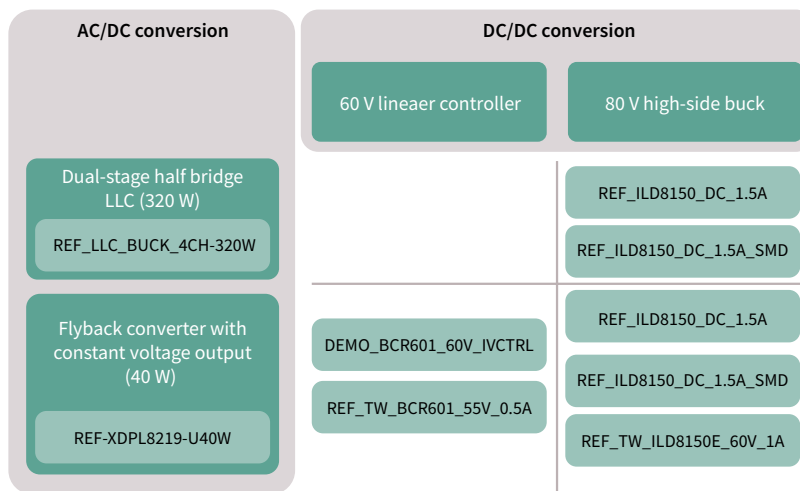 AC/DC conversion
DC/DC conversion
60 V lineaer controller
80 V high-side buck
Dual-stage half bridge
LLC (320 W)
REF_LLC_BUCK_4CH-320W
REF_ILD8150_DC_1.5A
REF_ILD8150_DC_1.5A_SMD
Flyback converter with
constant voltage output
(40 W)
REF-XDPL8219-U40W
DEMO_BCR601_60V_IVCTRL
REF_TW_BCR601_55V_0.5A
REF_ILD8150_DC_1.5A
REF_ILD8150_DC_1.5A_SMD
REF_TW_ILD8150E_60V_1A